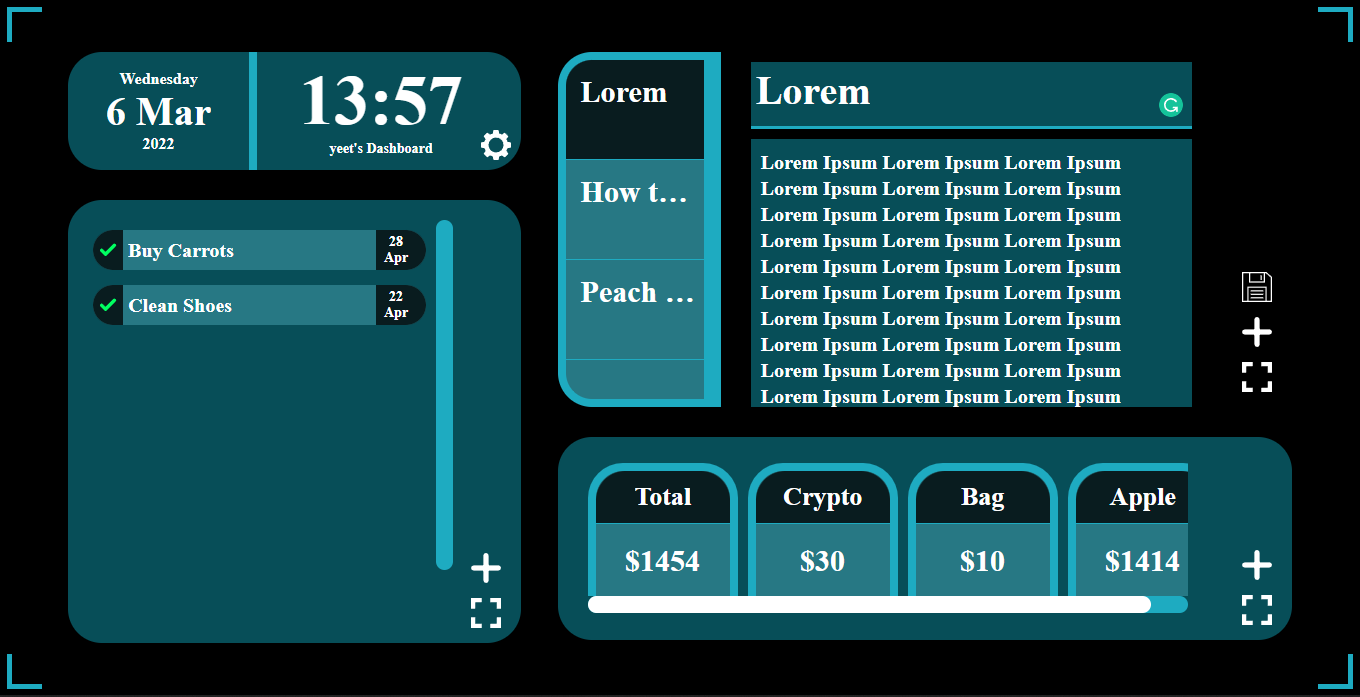 Wednesday
6 Mar
2022
13:57
yeet's Dashboard
Buy Carrots
28
Apr
Clean Shoes
22
Apr
Lorem
How t...
Peach ...
Lorem
Lorem Ipsum Lorem Ipsum Lorem Ipsum
Lorem Ipsum Lorem Ipsum Lorem Ipsum
Lorem Ipsum Lorem Ipsum Lorem Ipsum
Lorem Ipsum Lorem Ipsum Lorem Ipsum
Lorem Ipsum Lorem Ipsum Lorem Ipsum
Lorem Ipsum Lorem Ipsum Lorem Ipsum
Lorem Ipsum Lorem Ipsum Lorem Ipsum
Lorem Ipsum Lorem Ipsum Lorem Ipsum
Lorem Ipsum Lorem Ipsum Lorem Ipsum
Lorem Ipsum Lorem Ipsum Lorem Ipsum
Total
$1454
Crypto
$30
Bag
$10
Apple
$1414